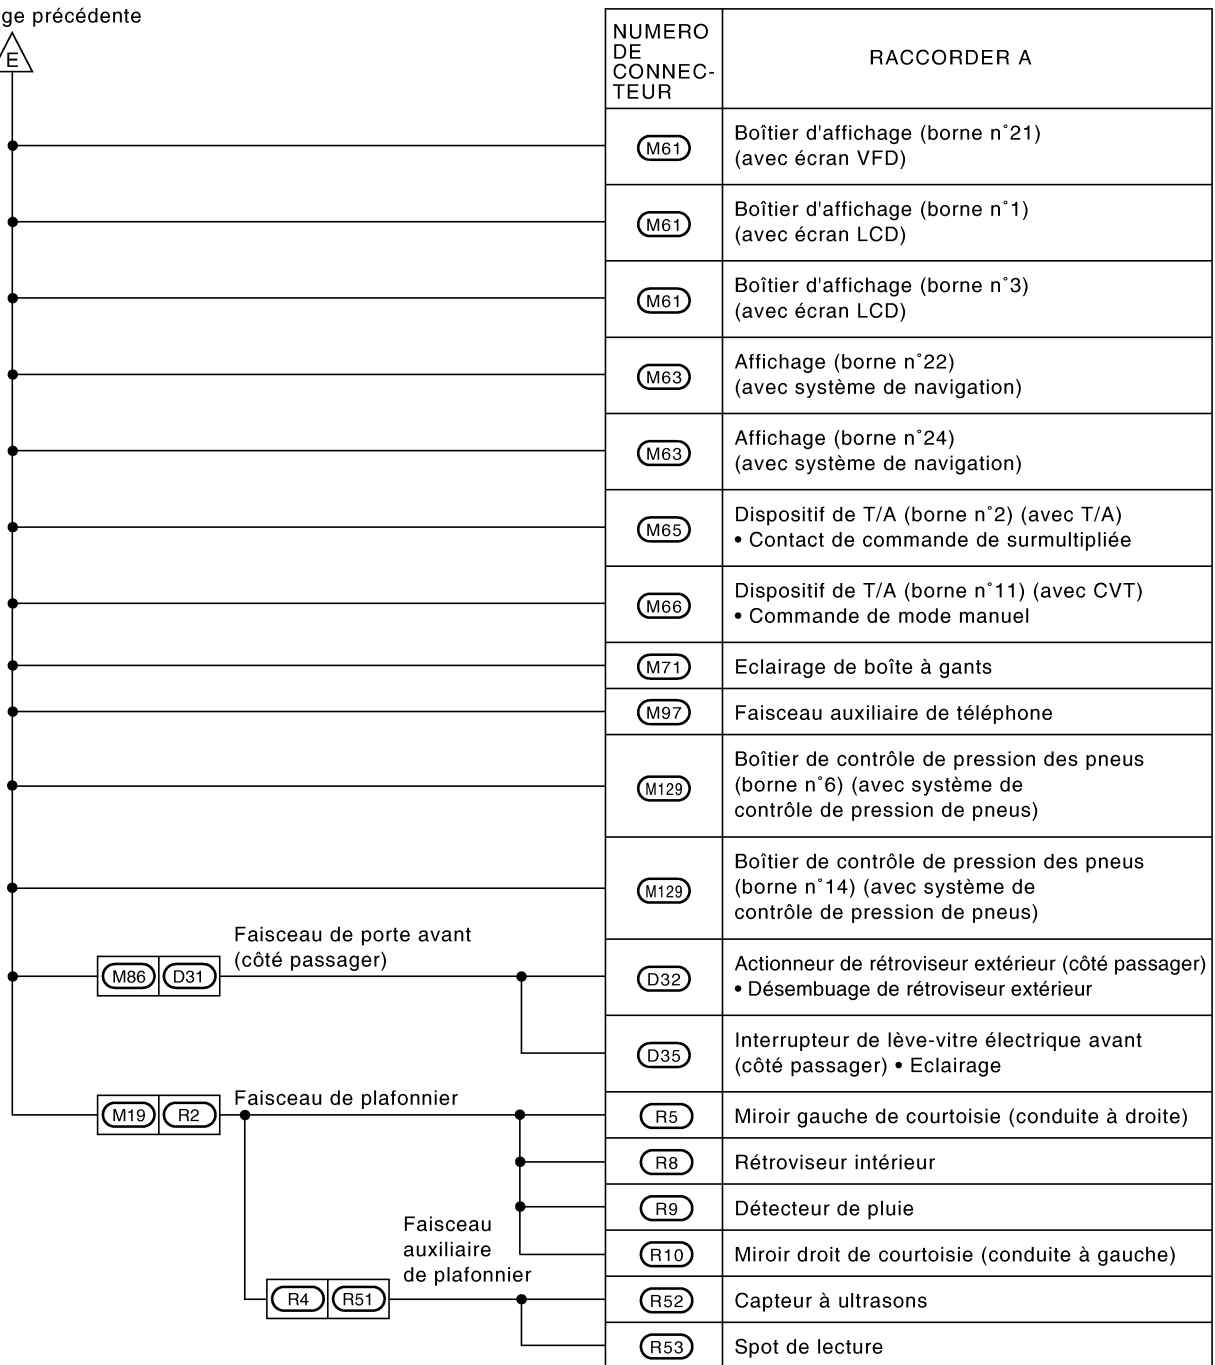 ge précédente
E
NUMERO
DE
CONNEC-
TEUR
RACCORDER A
M61
Boîtier d'affichage (borne n°21)
(avec écran VFD)
M61
Boîtier d'affichage (borne n°1)
(avec écran LCD)
M61
Boîtier d'affichage (borne n°3)
(avec écran LCD)
M63
Affichage (borne n°22)
(avec système de navigation)
M63
Affichage (borne n°24)
(avec système de navigation)
M65
Dispositif de T/A (borne n°2) (avec T/A)
• Contact de commande de surmultipliée
M66
Dispositif de T/A (borne n°11) (avec CVT)
• Commande de mode manuel
M71
Eclairage de boîte à gants
M97
Faisceau auxiliaire de téléphone
M129
Boîtier de contrôle de pression des pneus
(borne n°6) (avec système de
contrôle de pression de pneus)
M129
Boîtier de contrôle de pression des pneus
(borne n°14) (avec système de
contrôle de pression de pneus)
Faisceau de porte avant
(côté passager)
M86 D31
D32
Actionneur de rétroviseur extérieur (côté passager)
• Désembuage de rétroviseur extérieur
D35
Interrupteur de lève-vitre électrique avant
(côté passager) • Eclairage
Faisceau de plafonnier
M19 R2
R5
Miroir gauche de courtoisie (conduite à droite)
R8
Rétroviseur intérieur
R9
Détecteur de pluie
R10
Miroir droit de courtoisie (conduite à gauche)
Faisceau
auxiliaire
de plafonnier
R4 R51
R52
Capteur à ultrasons
R53
Spot de lecture